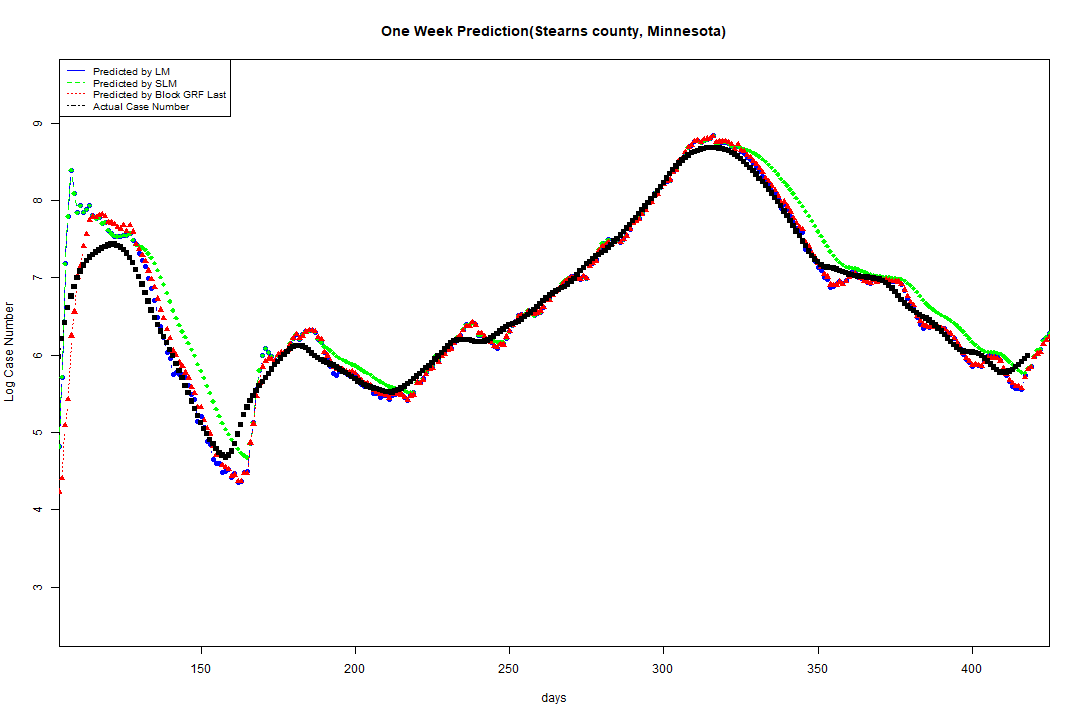 One Week Prediction(Stearns county, Minnesota)
Predicted by LM
Predicted by SLM
Predicted by Block GRF Last
Actual Case Number
9
8
7
6
5
4
3
Log Case Number
150 200 250 300 350 400
days